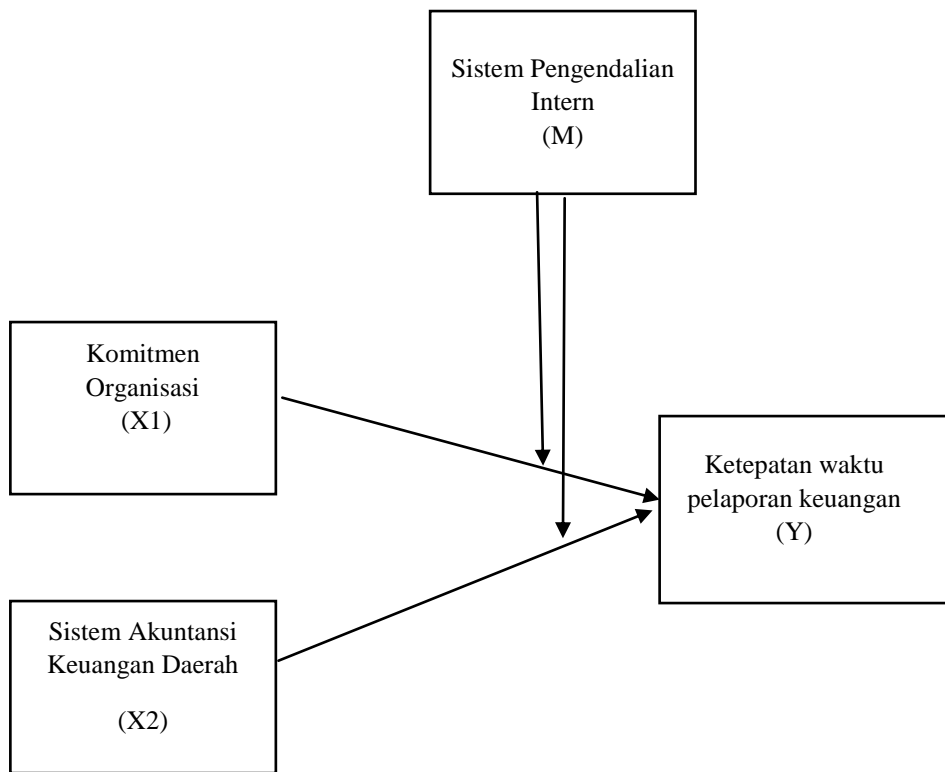 Sistem Pengendalian
Intern
(M)
Komitmen
Organisasi
(X1)
Ketepatan waktu
pelaporan keuangan
(Y)
Sistem Akuntansi
Keuangan Daerah
(X2)